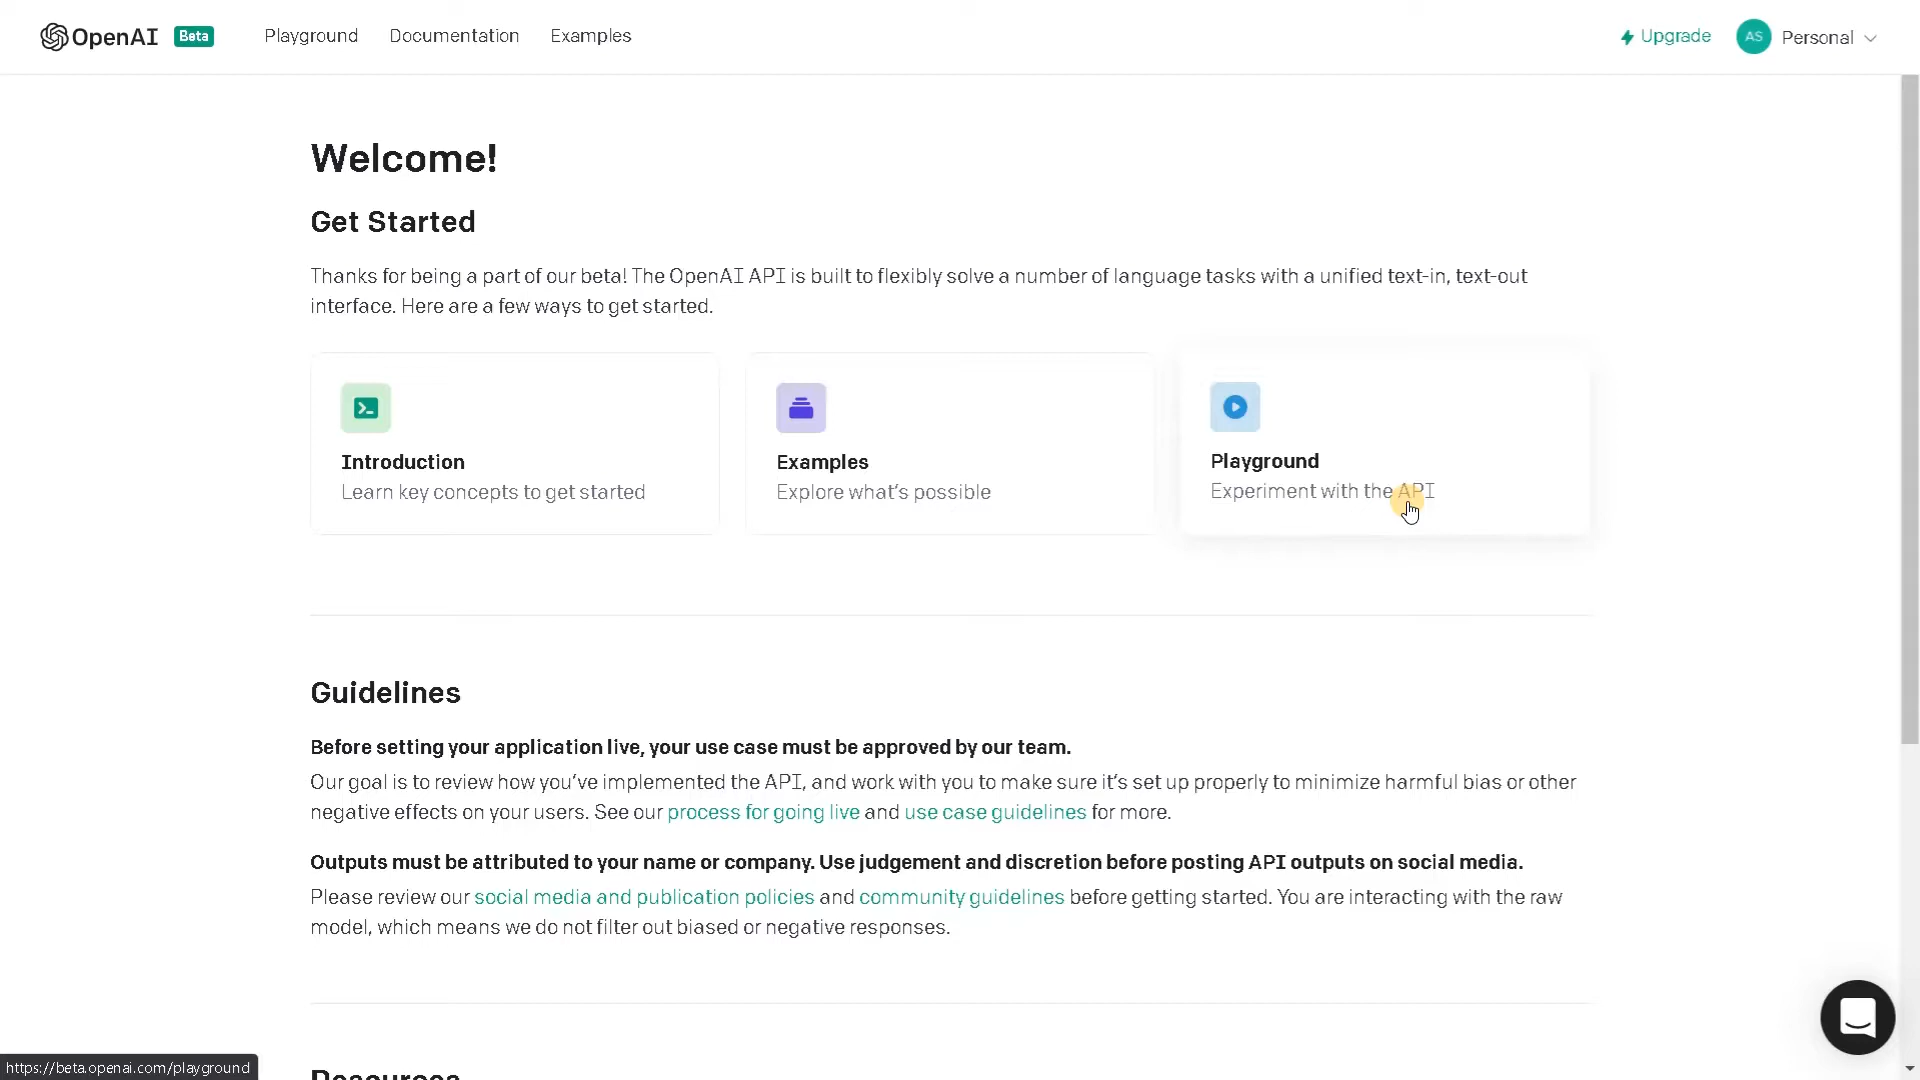 OpenAI Beta Playground Documentation Examples Upgrade AS Personal
Welcome!
Get Started
Thanks for being a part of our beta! The OpenAI API is built to flexibly solve a number of language tasks with a unified text-in, text-out
interface. Here are a few ways to get started.
Introduction
Learn key concepts to get started
Examples
Explore what's possible
Playground
Experiment with the API
Guidelines
Before setting your application live, your use case must be approved by our team.
Our goal is to review how you've implemented the API, and work with you to make sure it's set up properly to minimize harmful bias or other
negative effects on your users. See our process for going live and use case guidelines for more.
Outputs must be attributed to your name or company. Use judgement and discretion before posting API outputs on social media.
Please review our social media and publication policies and community guidelines before getting started. You are interacting with the raw
model, which means we do not filter out biased or negative responses.
Resources
https://beta.openai.com/playground